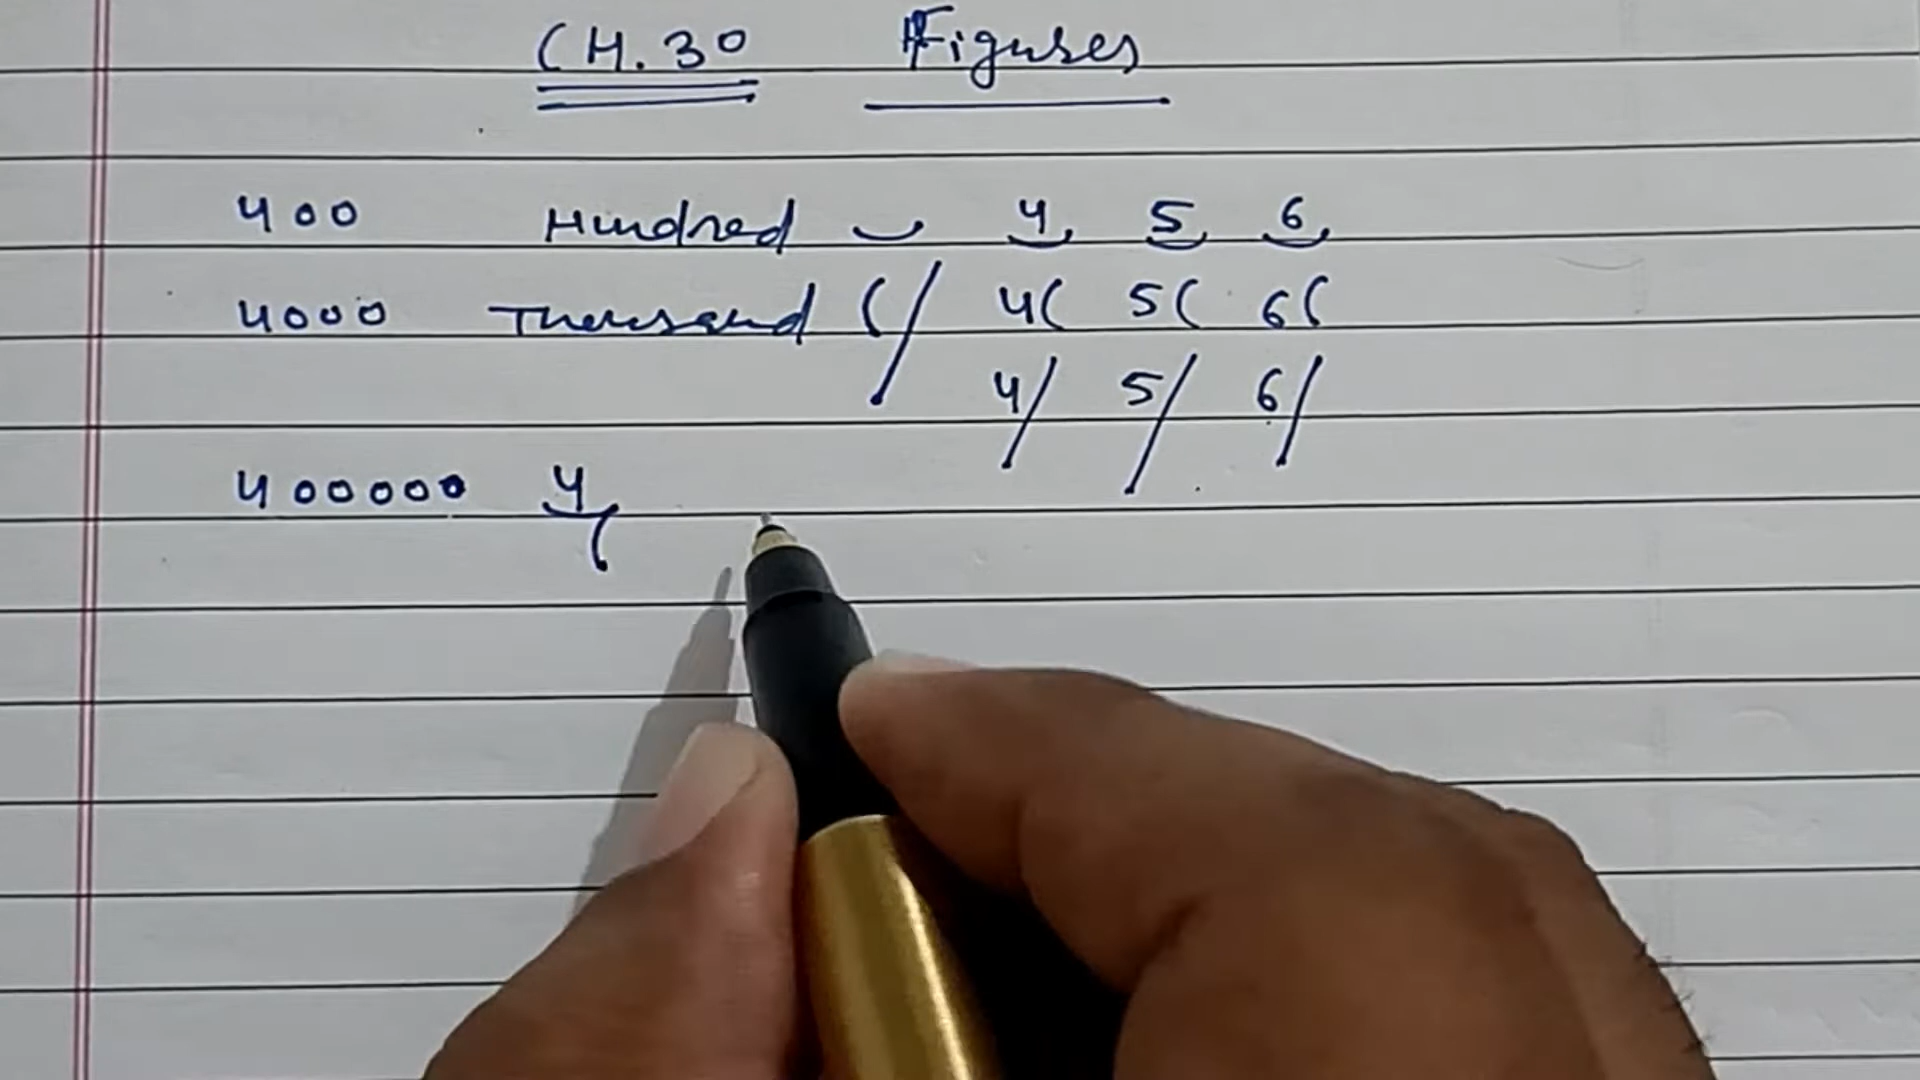 CH.30 Figures
400 Hundred 4 5 6
4000 Thousand ( / 4( 5( 6(
4/ 5/ 6/
400000 4(